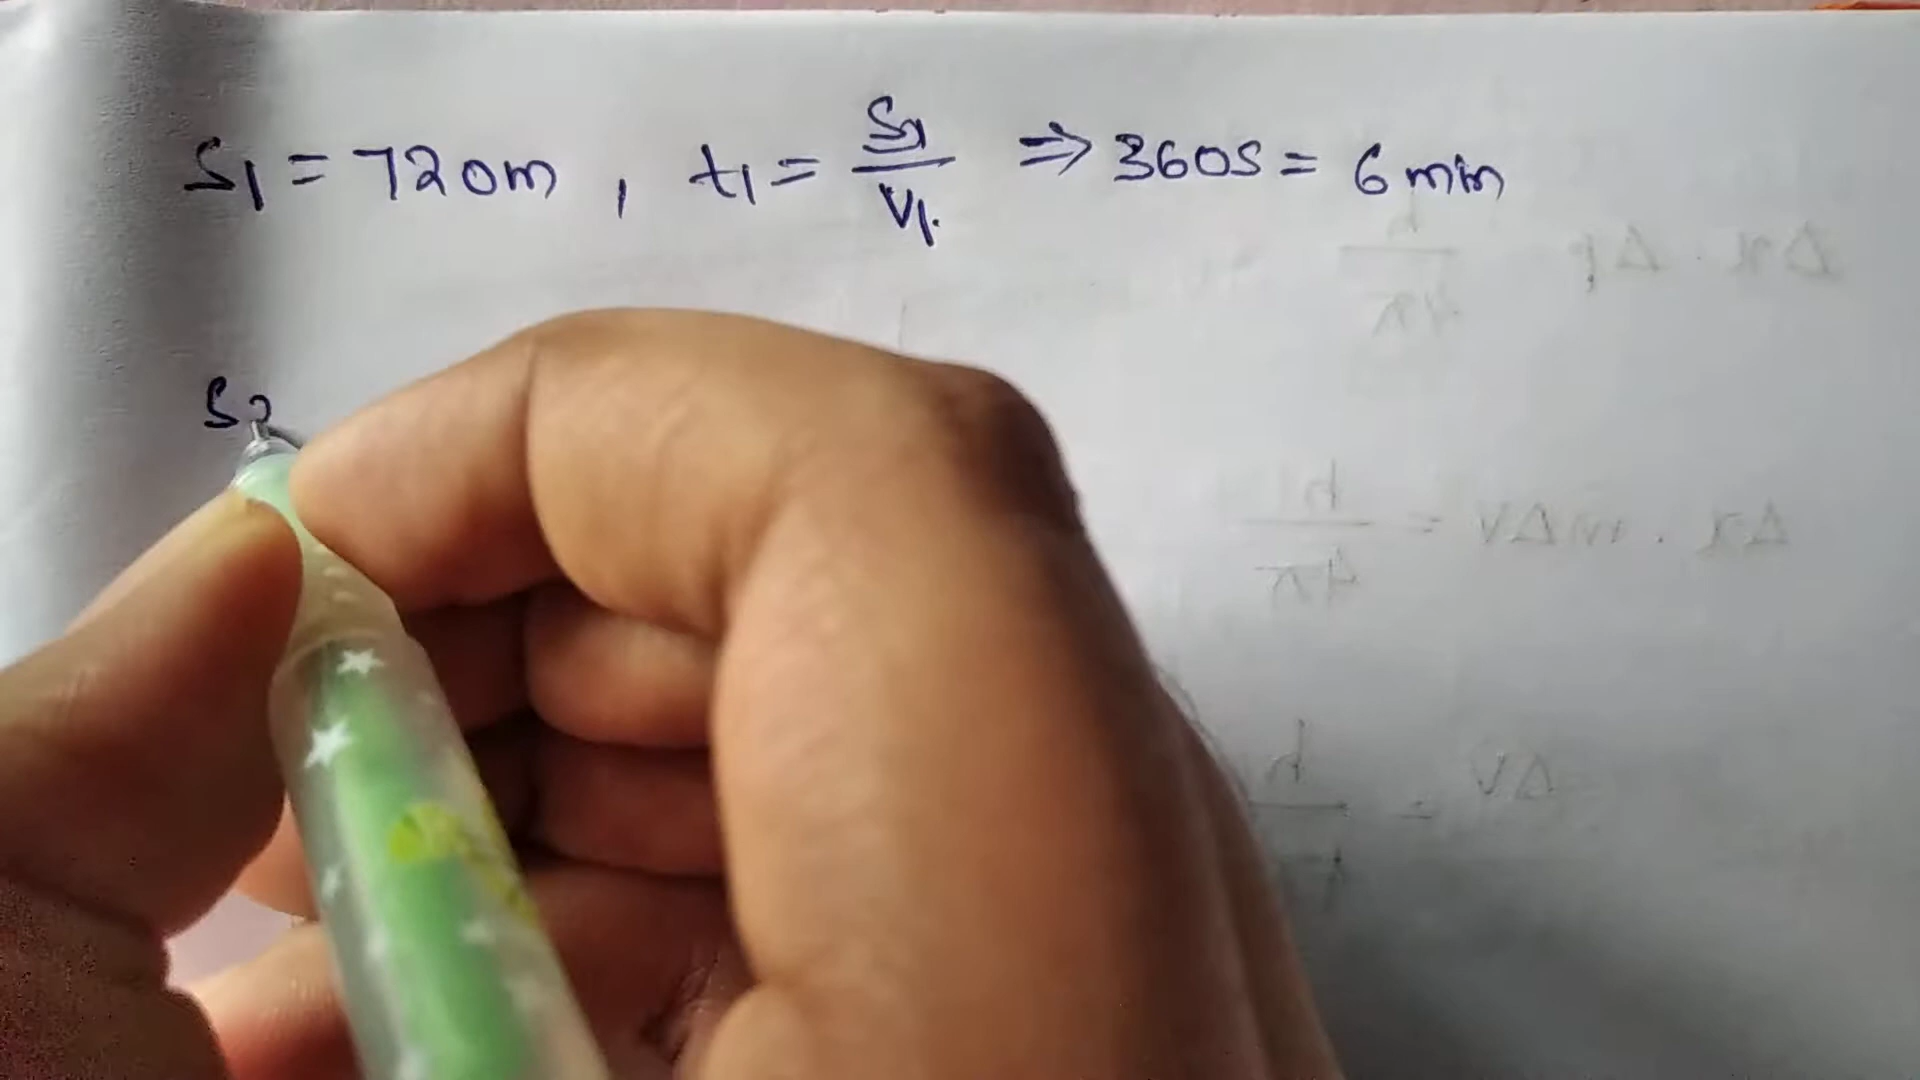 S1 = 720m , t1 = S1/V1 ⇒ 360S = 6 min
S2